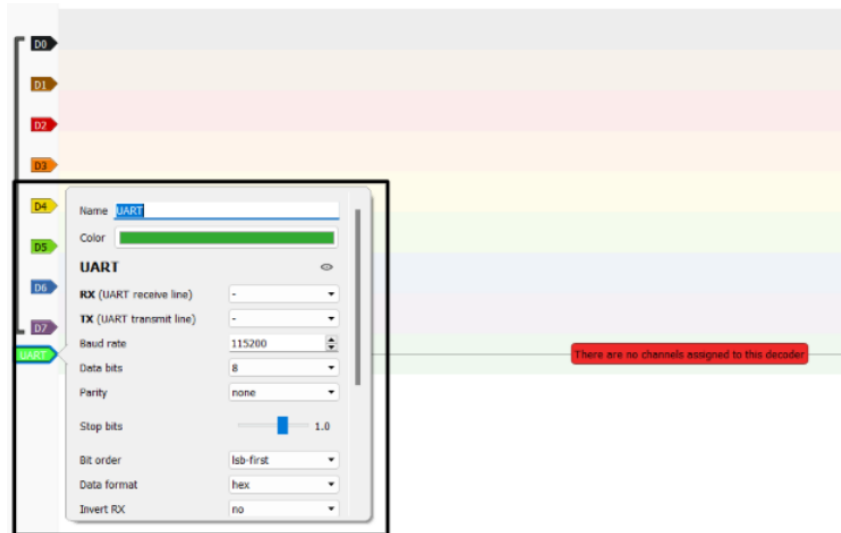 D0
D1
D2
D3
D4
D5
D6
D7
UART
Name UART
Color
UART
RX (UART receive line) -
TX (UART transmit line) -
Baud rate 115200
Data bits 8
Parity none
Stop bits 1.0
Bit order lsb-first
Data format hex
Invert RX no
There are no channels assigned to this decoder